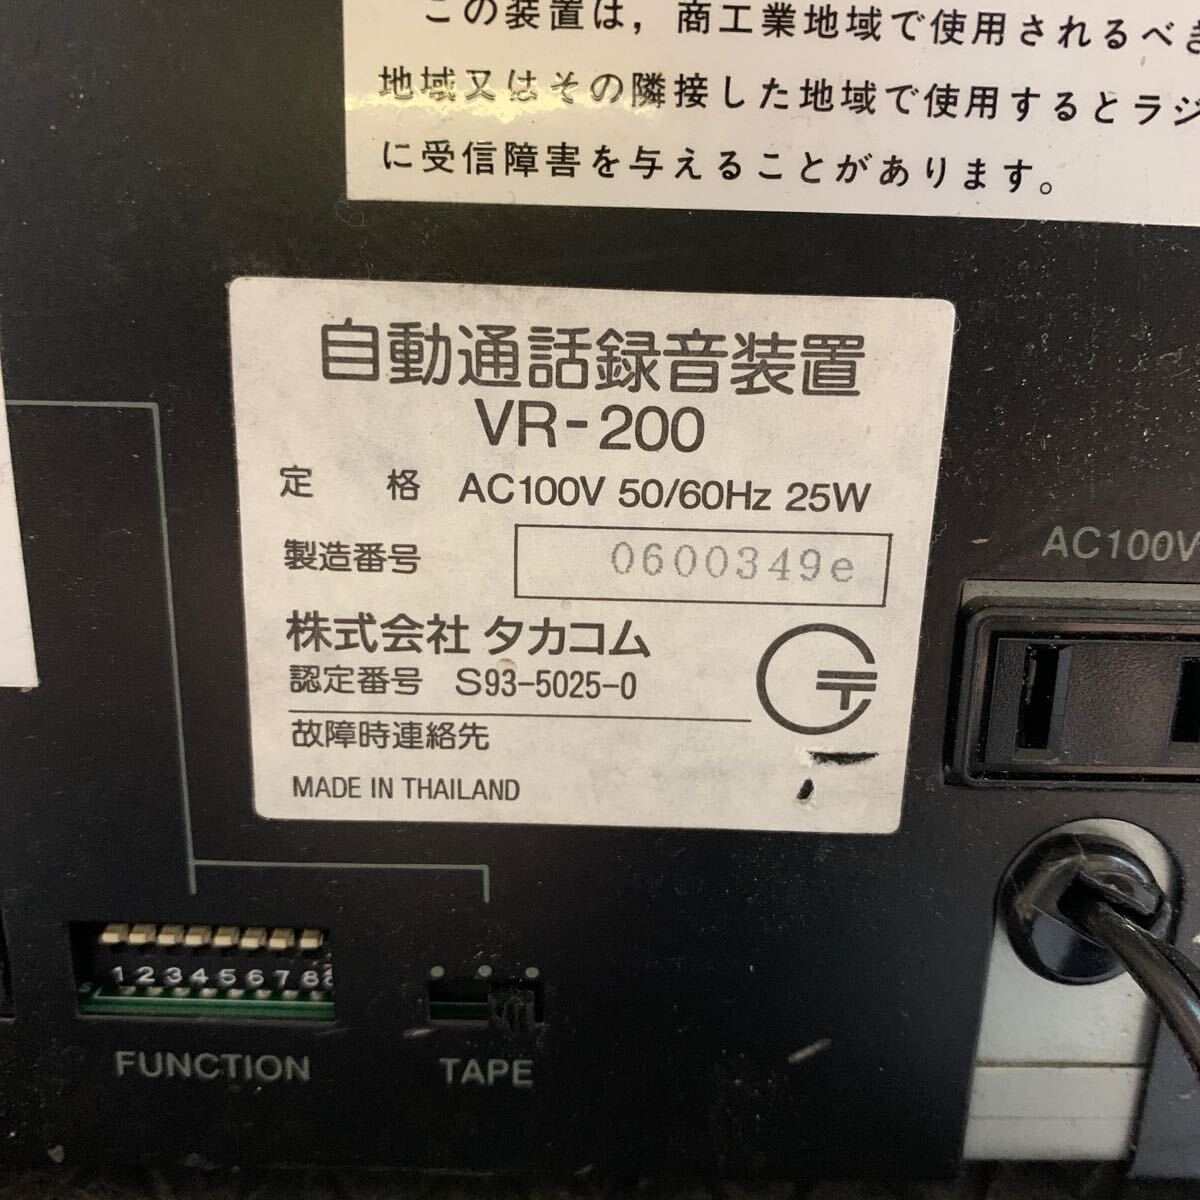 この装置は，商工業地域で使用されるべき
地域又はその隣接した地域で使用するとラジ
に受信障害を与えることがあります。
自動通話録音装置
VR-200
定 格 AC100V 50/60Hz 25W
製造番号 0600349e
株式会社 タカコム
認定番号 S93-5025-0
故障時連絡先
MADE IN THAILAND
AC100V
1 2 3 4 5 6 7 8
FUNCTION
TAPE